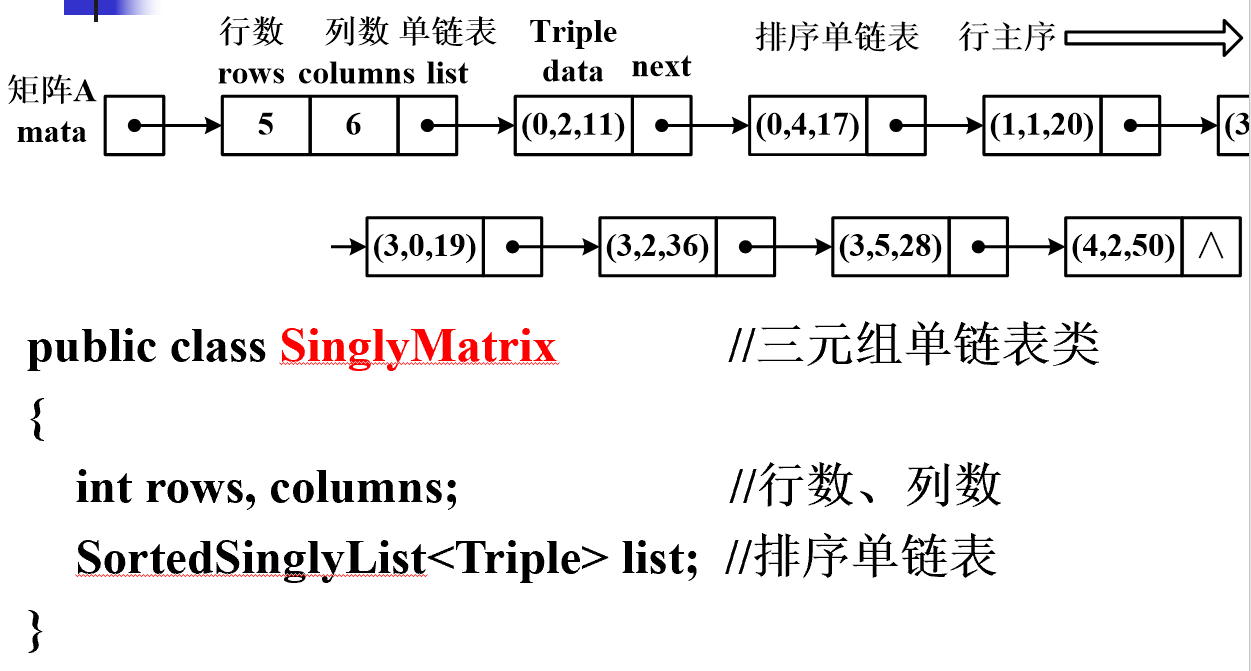 行数 列数 单链表 Triple 排序单链表 行主序
rows columns list data next
矩阵A
mata 5 6 (0,2,11) (0,4,17) (1,1,20) (3
(3,0,19) (3,2,36) (3,5,28) (4,2,50) ∧
public class SinglyMatrix //三元组单链表类
{
int rows, columns; //行数、列数
SortedSinglyList<Triple> list; //排序单链表
}